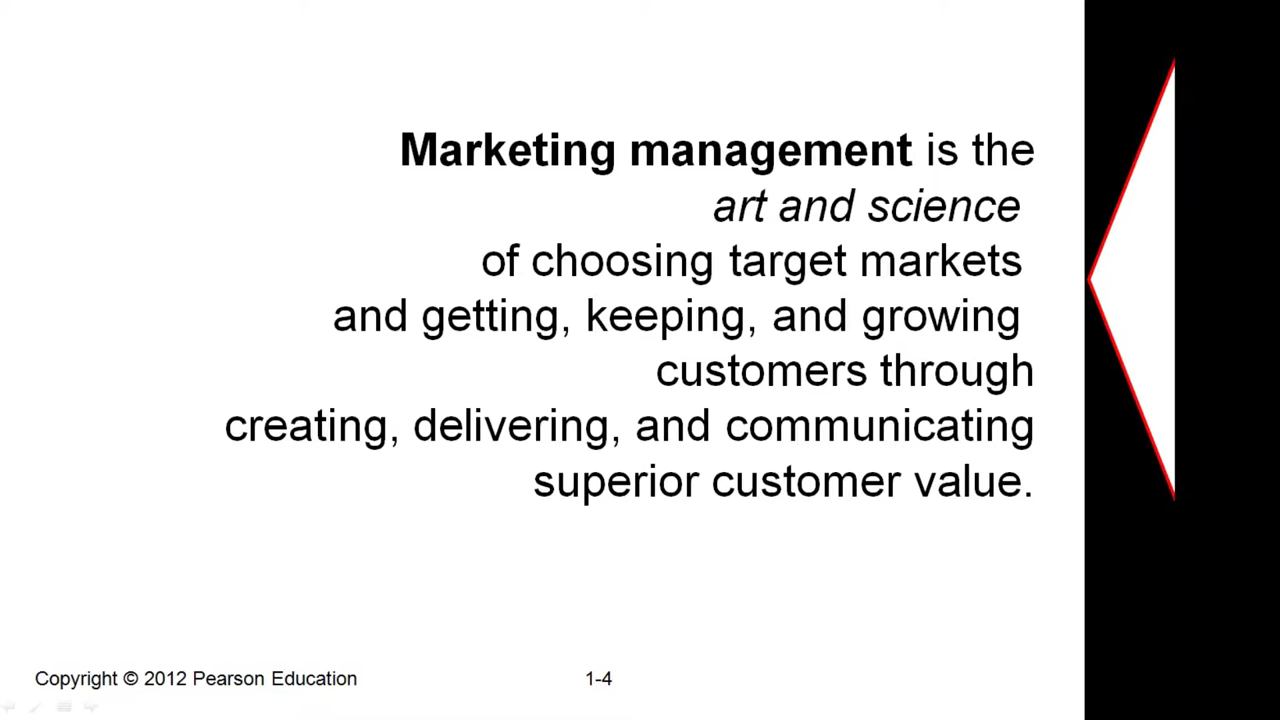 Marketing management is the
art and science
of choosing target markets
and getting, keeping, and growing
customers through
creating, delivering, and communicating
superior customer value.
Copyright © 2012 Pearson Education
1-4